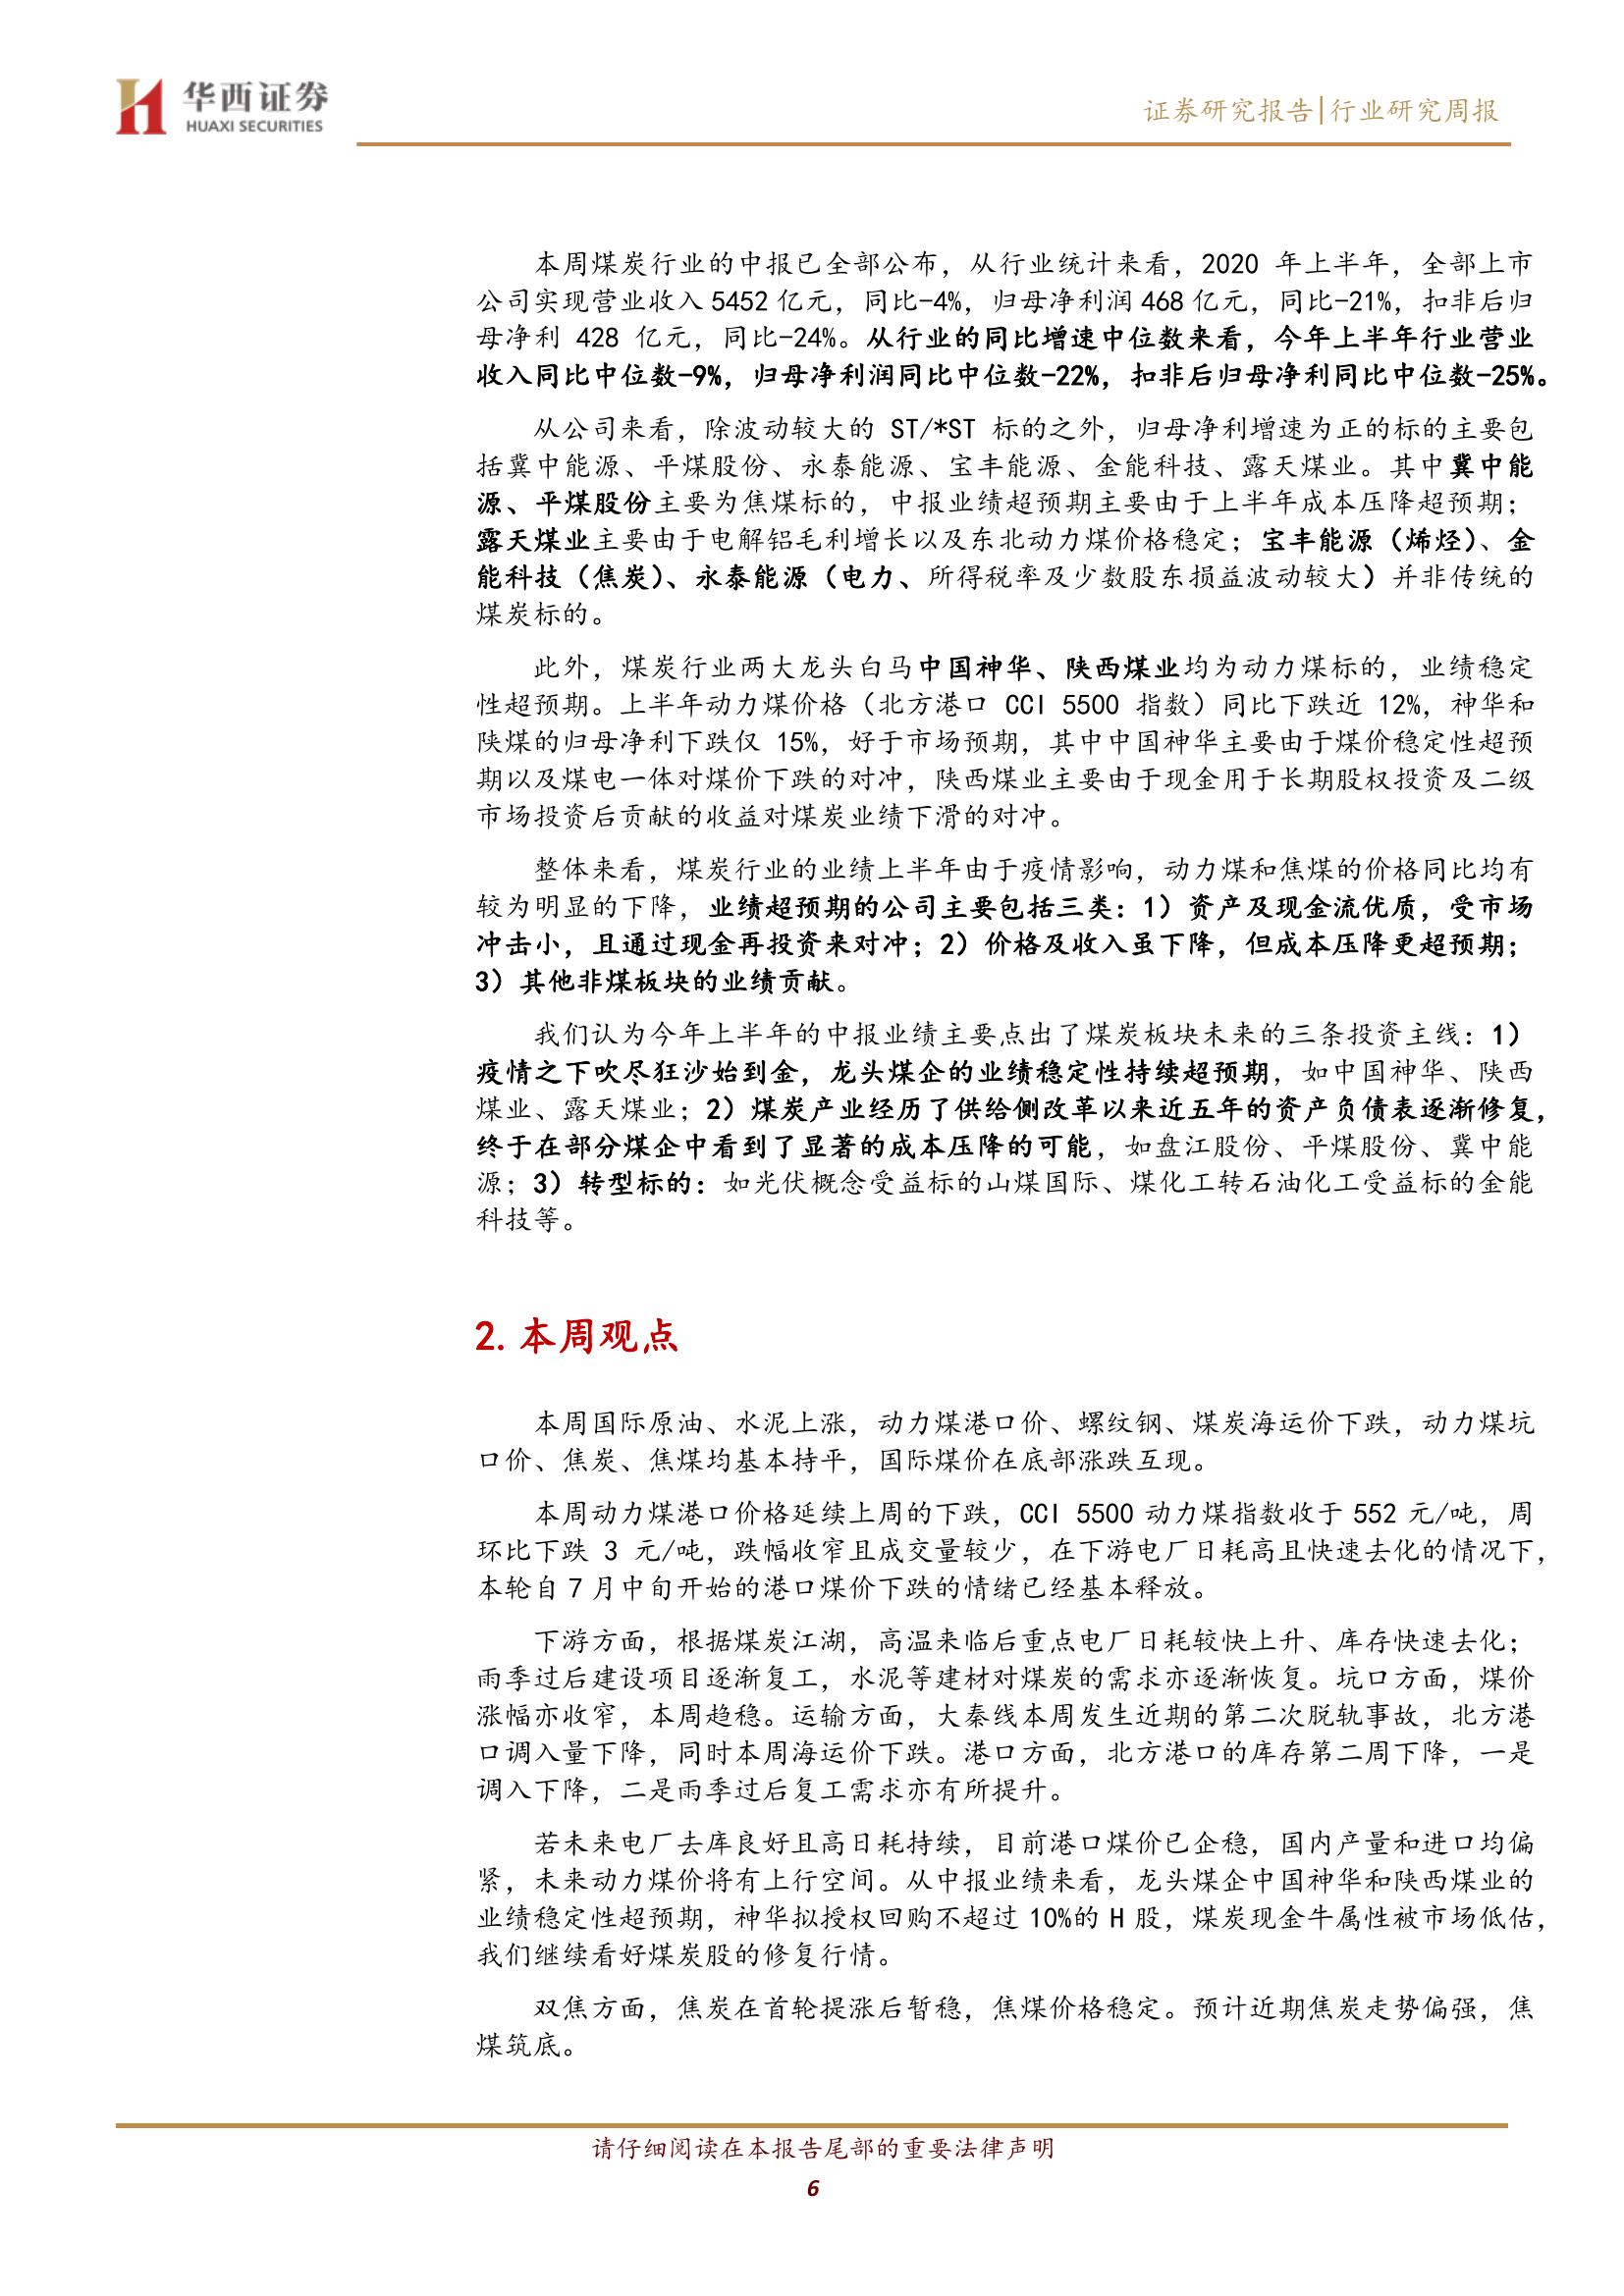 华西证券
HUAXI SECURITIES
证券研究报告|行业研究周报
本周煤炭行业的中报已全部公布，从行业统计来看，2020 年上半年，全部上市
公司实现营业收入5452亿元，同比-4%，归母净利润468亿元，同比-21%，扣非后归
母净利 428 亿元，同比-24%。从行业的同比增速中位数来看，今年上半年行业营业
收入同比中位数-9%，归母净利润同比中位数-22%，扣非后归母净利同比中位数-25%。
从公司来看，除波动较大的 ST/*ST 标的之外，归母净利增速为正的标的主要包
括冀中能源、平煤股份、永泰能源、宝丰能源、金能科技、露天煤业。其中冀中能
源、平煤股份主要为焦煤标的，中报业绩超预期主要由于上半年成本压降超预期；
露天煤业主要由于电解铝毛利增长以及东北动力煤价格稳定；宝丰能源（烯烃）、金
能科技（焦炭）、永泰能源（电力、所得税率及少数股东损益波动较大）并非传统的
煤炭标的。
此外，煤炭行业两大龙头白马中国神华、陕西煤业均为动力煤标的，业绩稳定
性超预期。上半年动力煤价格（北方港口 CCI 5500 指数）同比下跌近 12%，神华和
陕煤的归母净利下跌仅 15%，好于市场预期，其中中国神华主要由于煤价稳定性超预
期以及煤电一体对煤价下跌的对冲，陕西煤业主要由于现金用于长期股权投资及二级
市场投资后贡献的收益对煤炭业绩下滑的对冲。
整体来看，煤炭行业的业绩上半年由于疫情影响，动力煤和焦煤的价格同比均有
较为明显的下降，业绩超预期的公司主要包括三类：1）资产及现金流优质，受市场
冲击小，且通过现金再投资来对冲；2）价格及收入虽下降，但成本压降更超预期；
3）其他非煤板块的业绩贡献。
我们认为今年上半年的中报业绩主要点出了煤炭板块未来的三条投资主线：1）
疫情之下吹尽狂沙始到金，龙头煤企的业绩稳定性持续超预期，如中国神华、陕西
煤业、露天煤业；2）煤炭产业经历了供给侧改革以来近五年的资产负债表逐渐修复，
终于在部分煤企中看到了显著的成本压降的可能，如盘江股份、平煤股份、冀中能
源；3）转型标的：如光伏概念受益标的山煤国际、煤化工转石油化工受益标的金能
科技等。
2. 本周观点
本周国际原油、水泥上涨，动力煤港口价、螺纹钢、煤炭海运价下跌，动力煤坑
口价、焦炭、焦煤均基本持平，国际煤价在底部涨跌互现。
本周动力煤港口价格延续上周的下跌，CCI 5500 动力煤指数收于 552 元/吨，周
环比下跌 3 元/吨，跌幅收窄且成交量较少，在下游电厂日耗高且快速去化的情况下，
本轮自7月中旬开始的港口煤价下跌的情绪已经基本释放。
下游方面，根据煤炭江湖，高温来临后重点电厂日耗较快上升、库存快速去化；
雨季过后建设项目逐渐复工，水泥等建材对煤炭的需求亦逐渐恢复。坑口方面，煤价
涨幅亦收窄，本周趋稳。运输方面，大秦线本周发生近期的第二次脱轨事故，北方港
口调入量下降，同时本周海运价下跌。港口方面，北方港口的库存第二周下降，一是
调入下降，二是雨季过后复工需求亦有所提升。
若未来电厂去库良好且高日耗持续，目前港口煤价已企稳，国内产量和进口均偏
紧，未来动力煤价将有上行空间。从中报业绩来看，龙头煤企中国神华和陕西煤业的
业绩稳定性超预期，神华拟授权回购不超过10%的H股，煤炭现金牛属性被市场低估，
我们继续看好煤炭股的修复行情。
双焦方面，焦炭在首轮提涨后暂稳，焦煤价格稳定。预计近期焦炭走势偏强，焦
煤筑底。
请仔细阅读在本报告尾部的重要法律声明
6